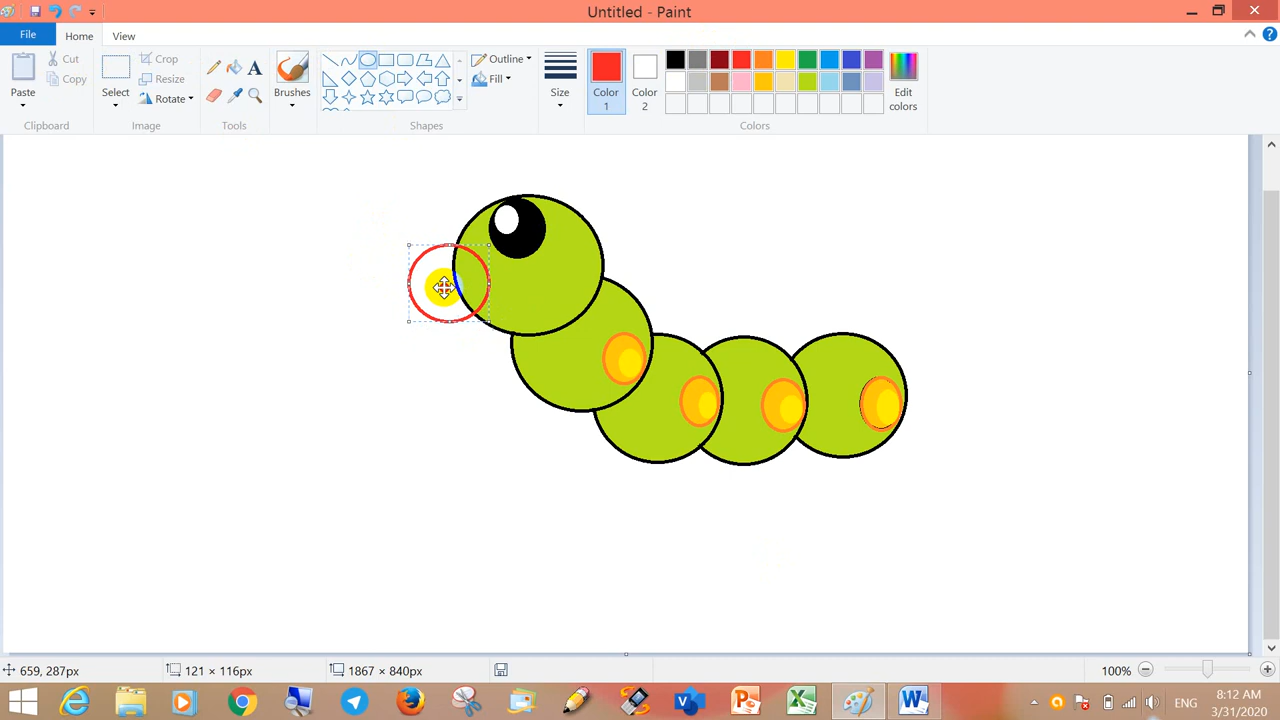 Untitled - Paint
File Home View
Cut Crop Outline
Copy Resize Fill
Paste Select Rotate Brushes Size Color Color Edit
1 2 colors
Clipboard Image Tools Shapes Colors
659, 287px 121 × 116px 1867 × 840px 100%
ENG 8:12 AM
3/31/2020